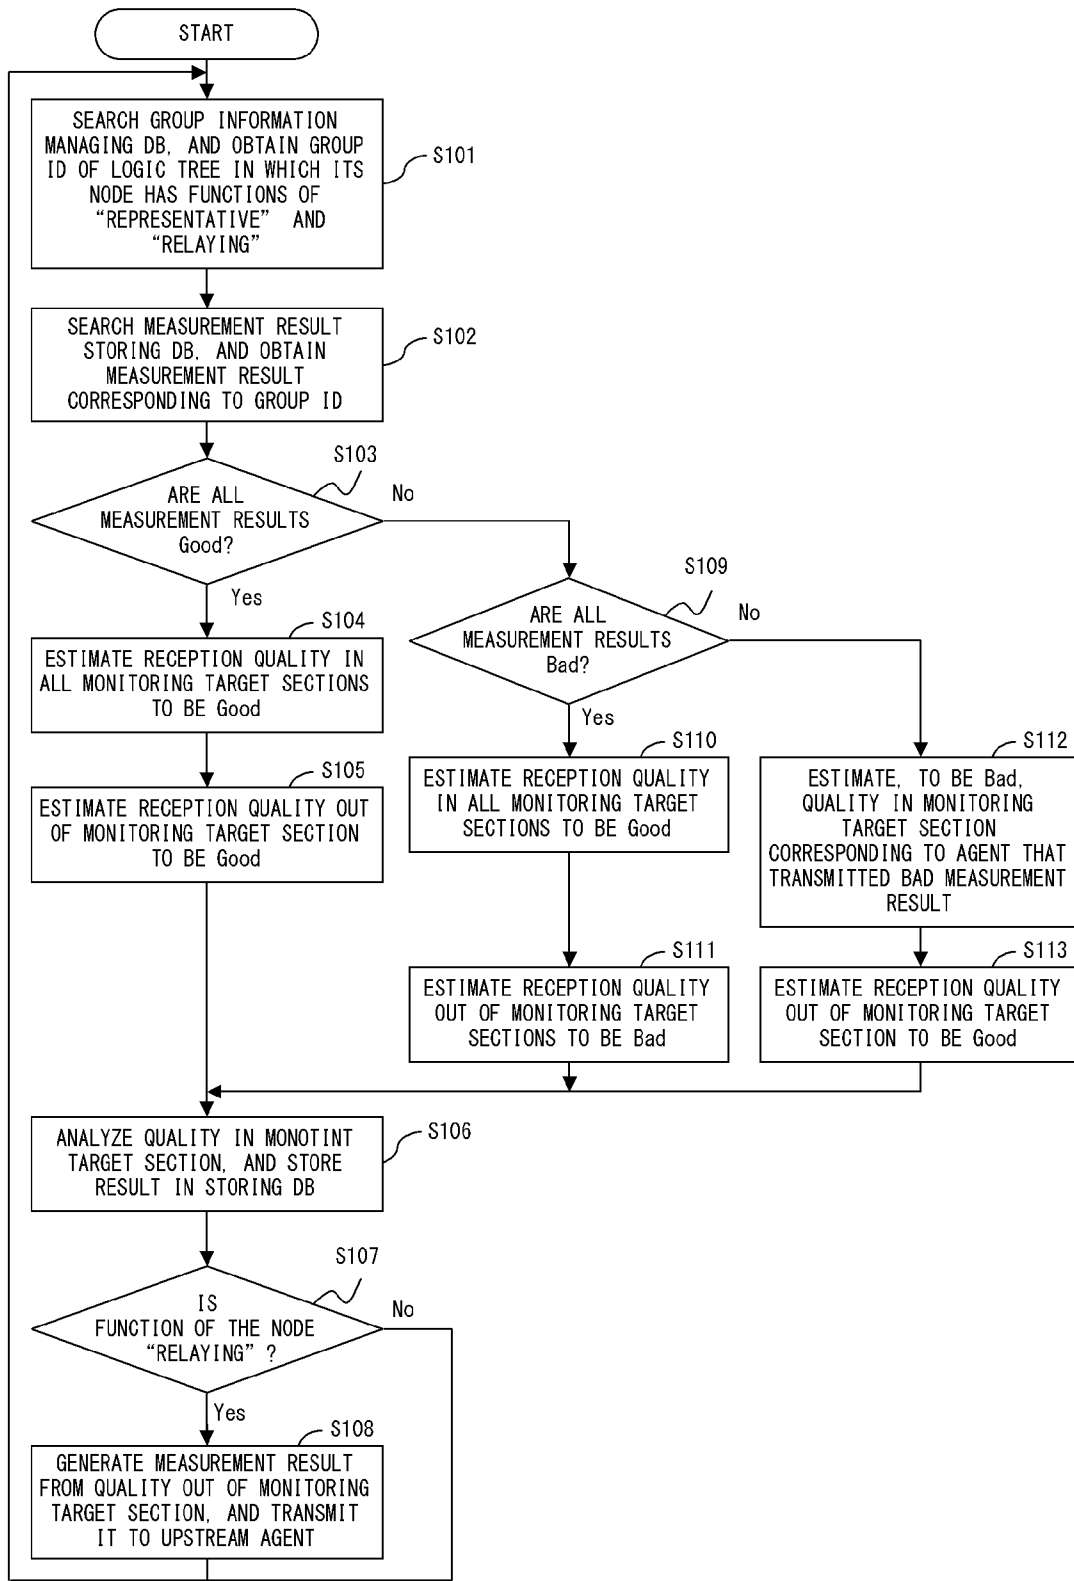 START
SEARCH GROUP INFORMATION
MANAGING DB, AND OBTAIN GROUP
ID OF LOGIC TREE IN WHICH ITS
NODE HAS FUNCTIONS OF
“REPRESENTATIVE” AND
“RELAYING”
S101
SEARCH MEASUREMENT RESULT
STORING DB, AND OBTAIN
MEASUREMENT RESULT
CORRESPONDING TO GROUP ID
S102
S103
ARE ALL
MEASUREMENT RESULTS
Good?
No
Yes
S109
ARE ALL
MEASUREMENT RESULTS
Bad?
No
Yes
S104
ESTIMATE RECEPTION QUALITY IN
ALL MONITORING TARGET SECTIONS
TO BE Good
S105
ESTIMATE RECEPTION QUALITY OUT
OF MONITORING TARGET SECTION
TO BE Good
S110
ESTIMATE RECEPTION QUALITY
IN ALL MONITORING TARGET
SECTIONS TO BE Good
S112
ESTIMATE, TO BE Bad,
QUALITY IN MONITORING
TARGET SECTION
CORRESPONDING TO AGENT THAT
TRANSMITTED BAD MEASUREMENT
RESULT
S111
ESTIMATE RECEPTION QUALITY
OUT OF MONITORING TARGET
SECTIONS TO BE Bad
S113
ESTIMATE RECEPTION QUALITY
OUT OF MONITORING TARGET
SECTION TO BE Good
ANALYZE QUALITY IN MONOTINT
TARGET SECTION, AND STORE
RESULT IN STORING DB
S106
S107
IS
FUNCTION OF THE NODE
“RELAYING” ?
No
Yes
S108
GENERATE MEASUREMENT RESULT
FROM QUALITY OUT OF MONITORING
TARGET SECTION, AND TRANSMIT
IT TO UPSTREAM AGENT